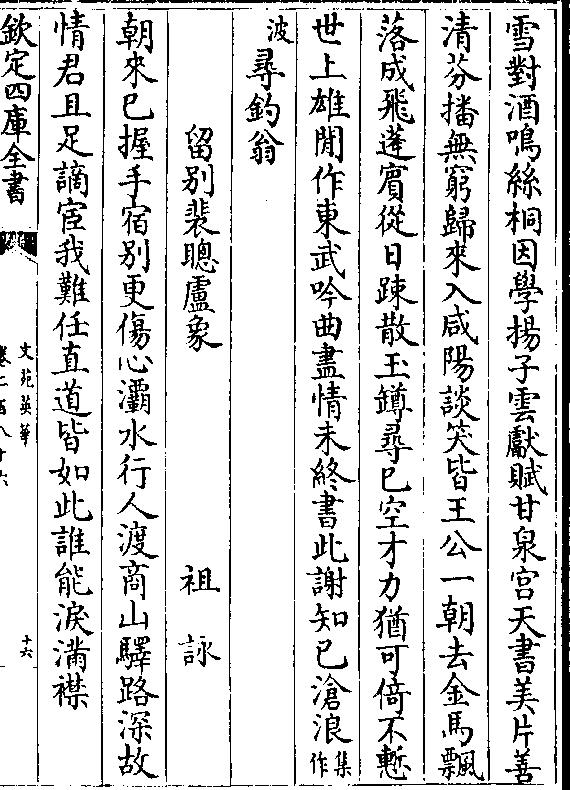 雪對酒鳴絲桐因學揚子雲獻賦甘泉宮天書美片善
清芬播無窮歸來入咸陽談笑皆王公一朝去金馬飄
落成飛蓬賓從日踈散玉罇尋已空才力猶可倚不慙
世上雄閒作東武吟曲盡情未終書此謝知已滄浪集作
波尋釣翁
留別裴聰盧象 祖詠
朝來已握手宿別更傷心灞水行人渡商山驛路深故
情君且足謫宦我難任直道皆如此誰能淚滿襟
欽定四庫全書
文苑英華
卷二百八十六
十六